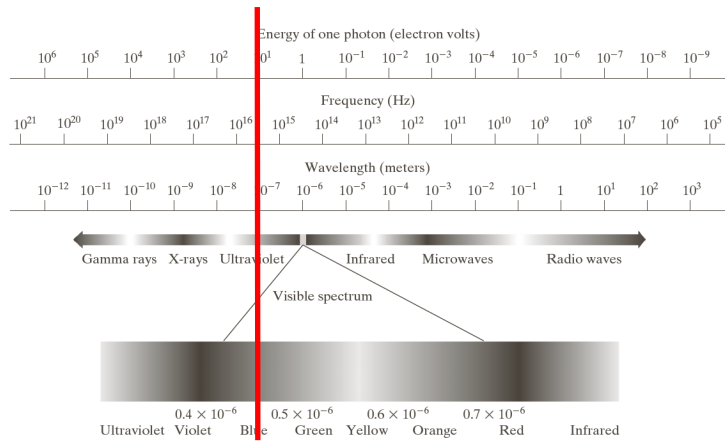 Energy of one photon (electron volts)
10⁶ 10⁵ 10⁴ 10³ 10² 10¹ 1 10⁻¹ 10⁻² 10⁻³ 10⁻⁴ 10⁻⁵ 10⁻⁶ 10⁻⁷ 10⁻⁸ 10⁻⁹
Frequency (Hz)
10²¹ 10²⁰ 10¹⁹ 10¹⁸ 10¹⁷ 10¹⁶ 10¹⁵ 10¹⁴ 10¹³ 10¹² 10¹¹ 10¹⁰ 10⁹ 10⁸ 10⁷ 10⁶ 10⁵
Wavelength (meters)
10⁻¹² 10⁻¹¹ 10⁻¹⁰ 10⁻⁹ 10⁻⁸ 10⁻⁷ 10⁻⁶ 10⁻⁵ 10⁻⁴ 10⁻³ 10⁻² 10⁻¹ 1 10¹ 10² 10³
Gamma rays X-rays Ultraviolet Infrared Microwaves Radio waves
Visible spectrum
0.4 × 10⁻⁶ 0.5 × 10⁻⁶ 0.6 × 10⁻⁶ 0.7 × 10⁻⁶
Ultraviolet Violet Blue Green Yellow Orange Red Infrared